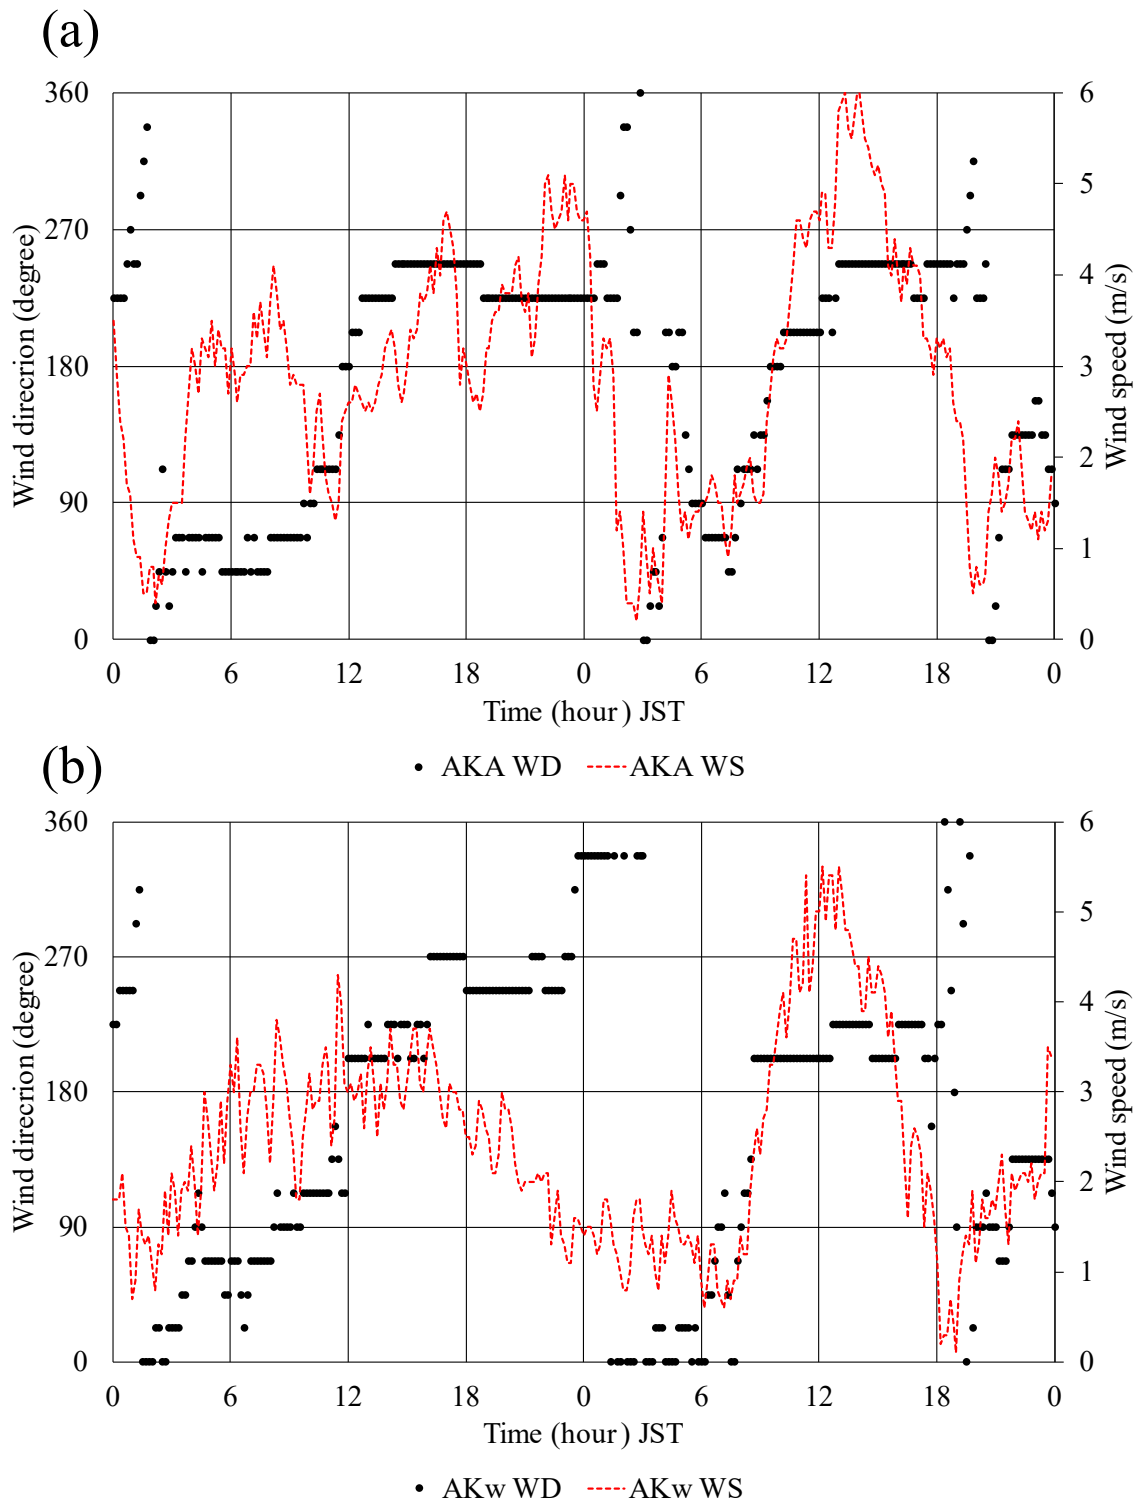 (a)
360 6
5
270
4
180 3
2
90
1
0 0
Wind direcrion (degree)
Wind speed (m/s)
0 6 12 18 0 6 12 18 0
Time (hour ) JST
AKA WD AKA WS
(b)
360 6
5
270
4
180 3
2
90
1
0 0
Wind direcrion (degree)
Wind speed (m/s)
0 6 12 18 0 6 12 18 0
Time (hour ) JST
AKw WD AKw WS